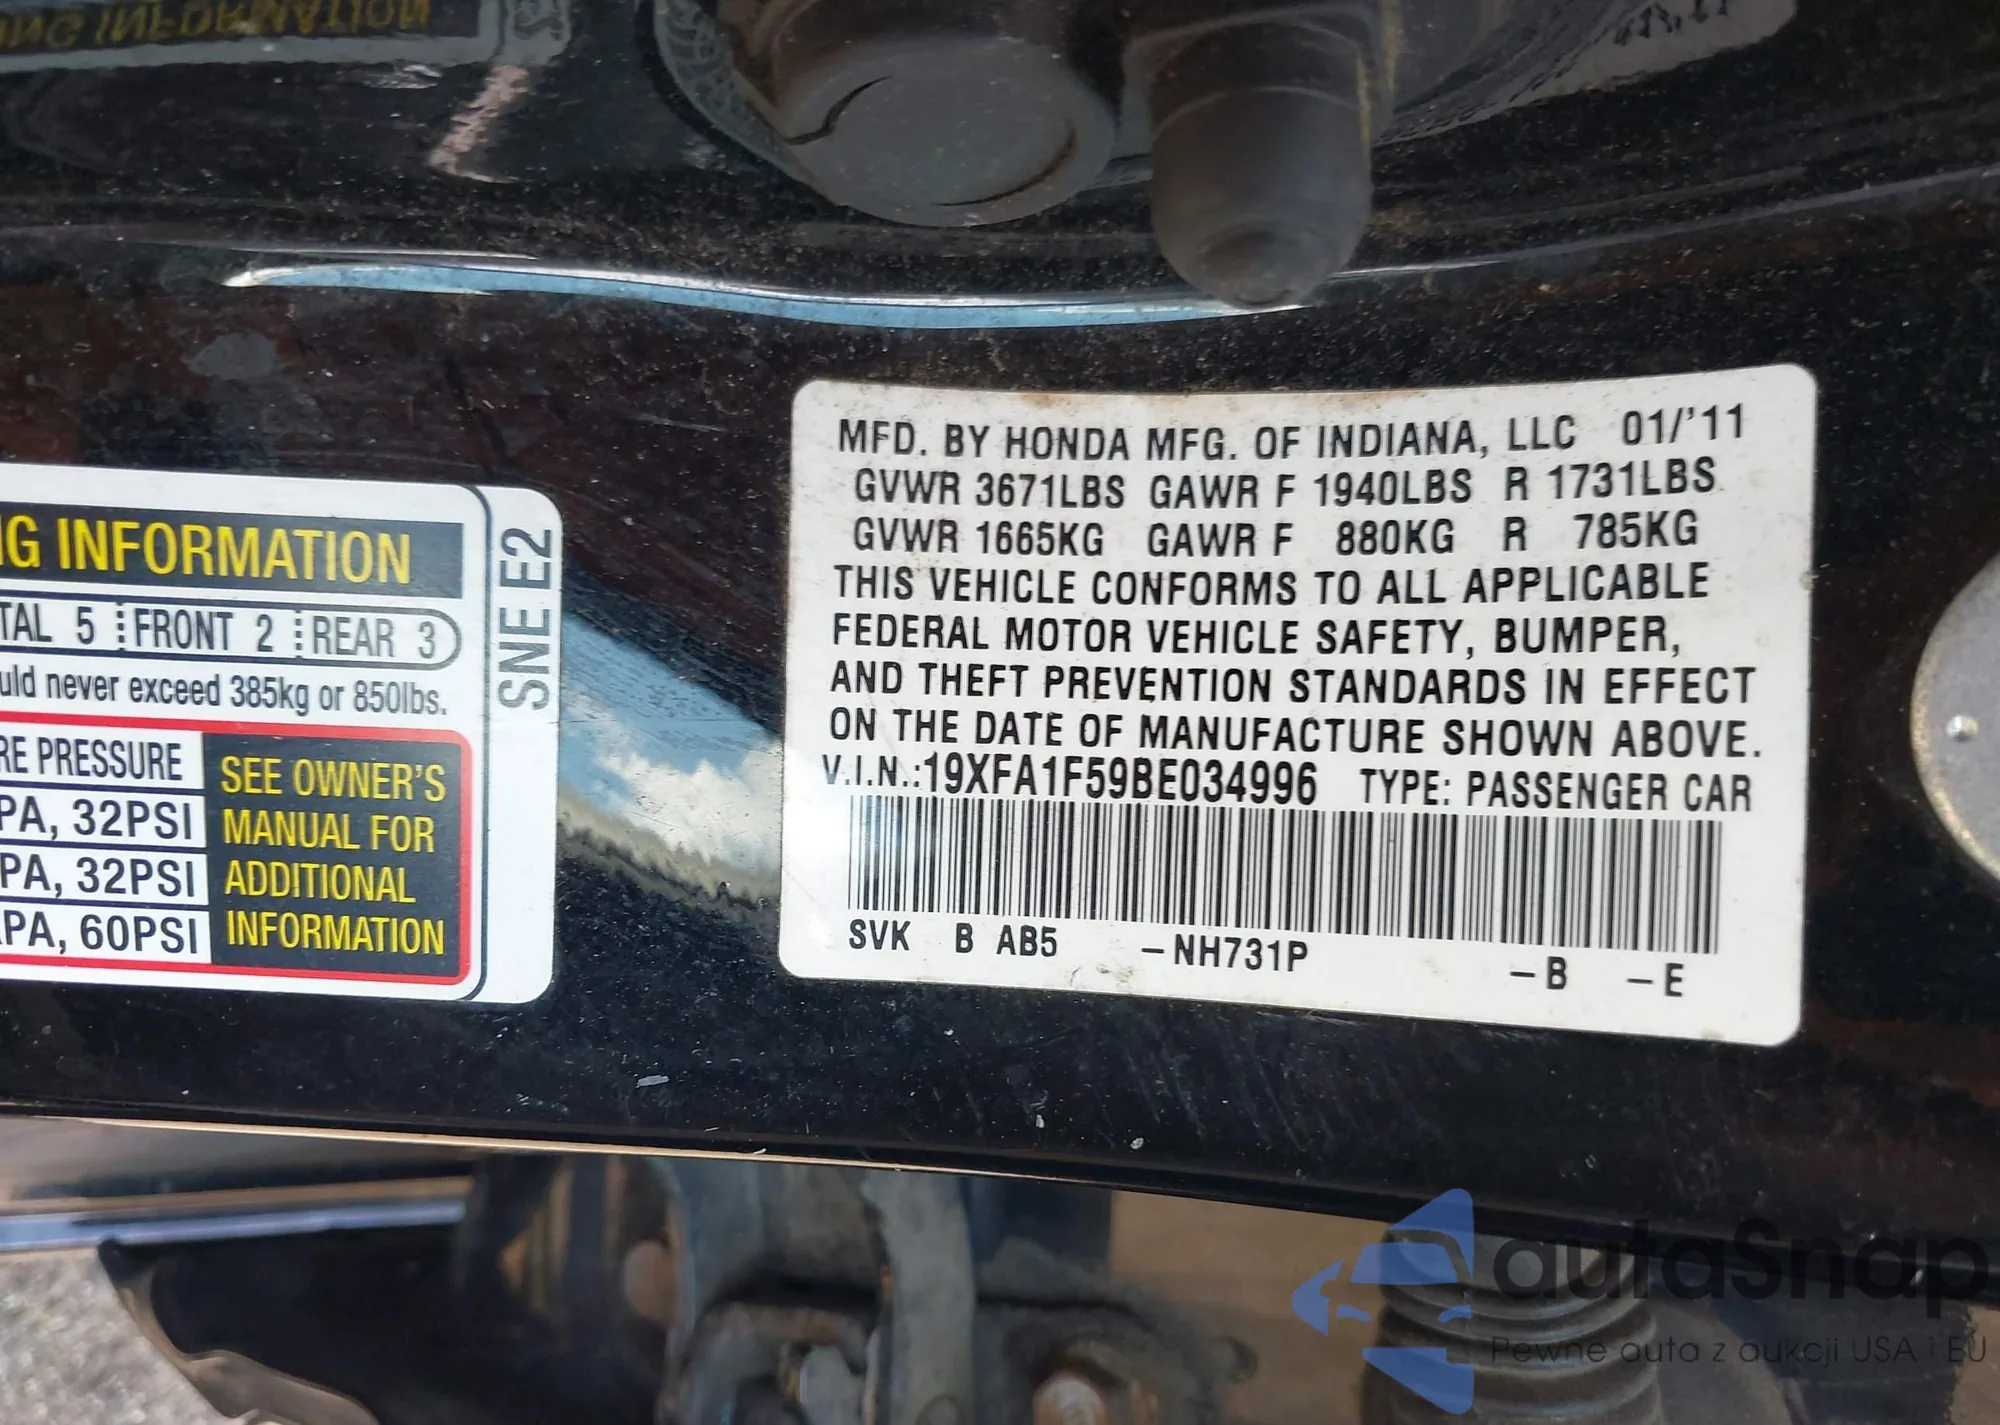 G INFORMATION
TAL 5 FRONT 2 REAR 3
uld never exceed 385kg or 850lbs.
RE PRESSURE
PA, 32PSI
PA, 32PSI
PA, 60PSI
SEE OWNER'S
MANUAL FOR
ADDITIONAL
INFORMATION
SNE E2
MFD. BY HONDA MFG. OF INDIANA, LLC 01/'11
GVWR 3671LBS GAWR F 1940LBS R 1731LBS
GVWR 1665KG GAWR F 880KG R 785KG
THIS VEHICLE CONFORMS TO ALL APPLICABLE
FEDERAL MOTOR VEHICLE SAFETY, BUMPER,
AND THEFT PREVENTION STANDARDS IN EFFECT
ON THE DATE OF MANUFACTURE SHOWN ABOVE.
V.I.N.:19XFA1F59BE034996 TYPE: PASSENGER CAR
SVK B AB5 -NH731P -B -E
autaSnap
Pewne auta z aukcji USA i EU